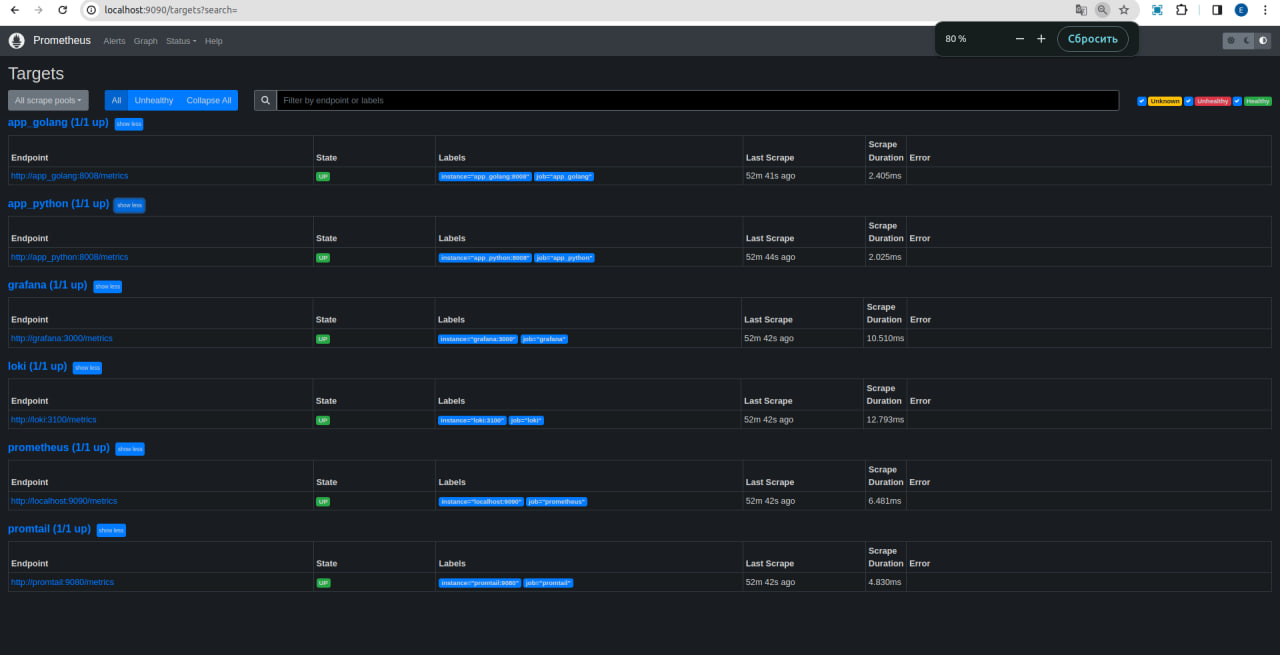 localhost:9090/targets?search=
E
Prometheus Alerts Graph Status Help
80 % − + Сбросить
Targets
All scrape pools All Unhealthy Collapse All Filter by endpoint or labels Unknown Unhealthy Healthy
app_golang (1/1 up) show less
Endpoint State Labels Last Scrape Scrape Duration Error
http://app_golang:8008/metrics UP instance="app_golang:8008" job="app_golang" 52m 41s ago 2.405ms
app_python (1/1 up) show less
Endpoint State Labels Last Scrape Scrape Duration Error
http://app_python:8008/metrics UP instance="app_python:8008" job="app_python" 52m 44s ago 2.025ms
grafana (1/1 up) show less
Endpoint State Labels Last Scrape Scrape Duration Error
http://grafana:3000/metrics UP instance="grafana:3000" job="grafana" 52m 42s ago 10.510ms
loki (1/1 up) show less
Endpoint State Labels Last Scrape Scrape Duration Error
http://loki:3100/metrics UP instance="loki:3100" job="loki" 52m 42s ago 12.793ms
prometheus (1/1 up) show less
Endpoint State Labels Last Scrape Scrape Duration Error
http://localhost:9090/metrics UP instance="localhost:9090" job="prometheus" 52m 42s ago 6.481ms
promtail (1/1 up) show less
Endpoint State Labels Last Scrape Scrape Duration Error
http://promtail:9080/metrics UP instance="promtail:9080" job="promtail" 52m 42s ago 4.830ms